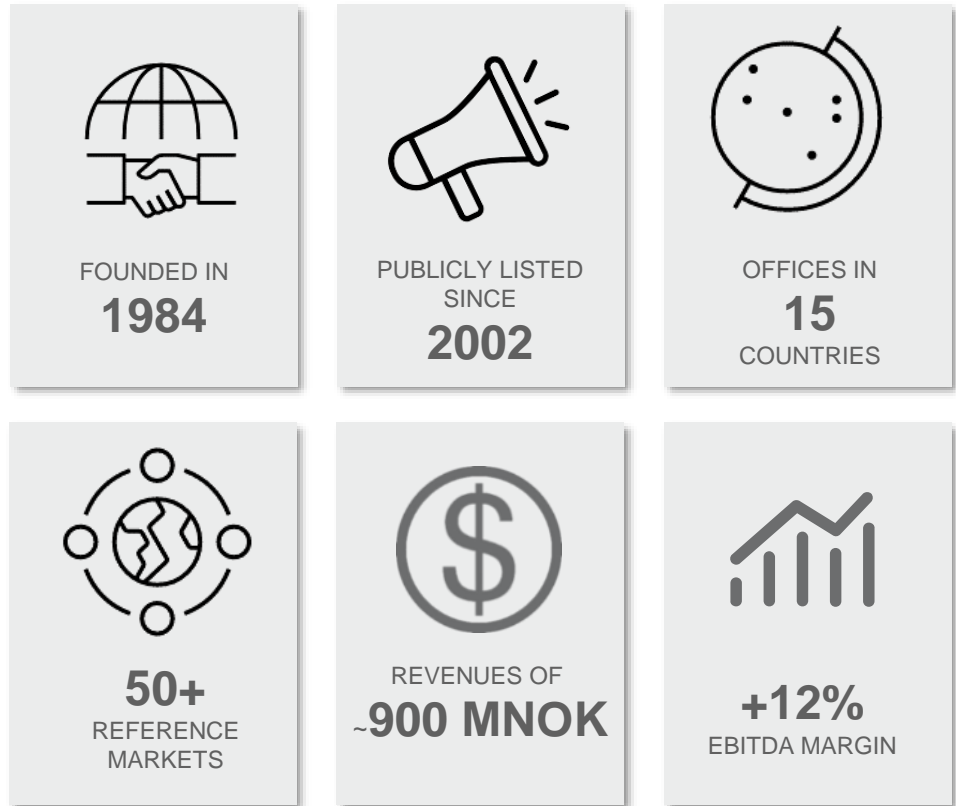 FOUNDED IN
1984
PUBLICLY LISTED
SINCE
2002
OFFICES IN
15
COUNTRIES
50+
REFERENCE
MARKETS
$
REVENUES OF
~900 MNOK
+12%
EBITDA MARGIN